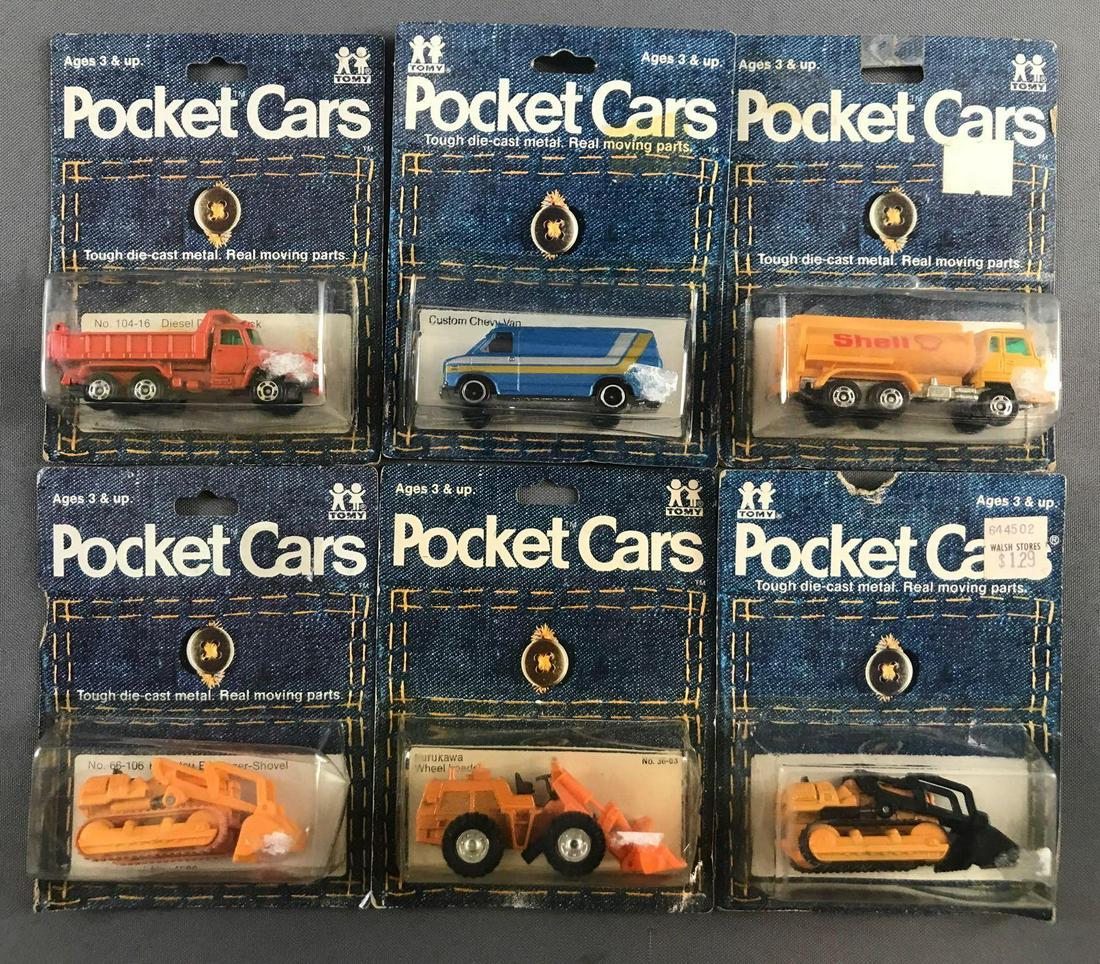 Ages 3 & up.
TOMY
Pocket Cars
Tough die-cast metal. Real moving parts.
No. 104-16 Diesel
TOMY
Ages 3 & up.
Pocket Cars
Tough die-cast metal. Real moving parts.
Custom Chevy Van
Ages 3 & up.
TOMY
Pocket Cars
Tough die-cast metal. Real moving parts.
Shell
Ages 3 & up.
TOMY
Pocket Cars
Tough die-cast metal. Real moving parts.
No. 66-106
Ages 3 & up.
TOMY
Pocket Cars
Furukawa
Wheel Loader
No. 36-03
TOMY
Ages 3 & up.
644502
WALSH STORES
$1.29
Pocket Ca s
Tough die-cast metal. Real moving parts.